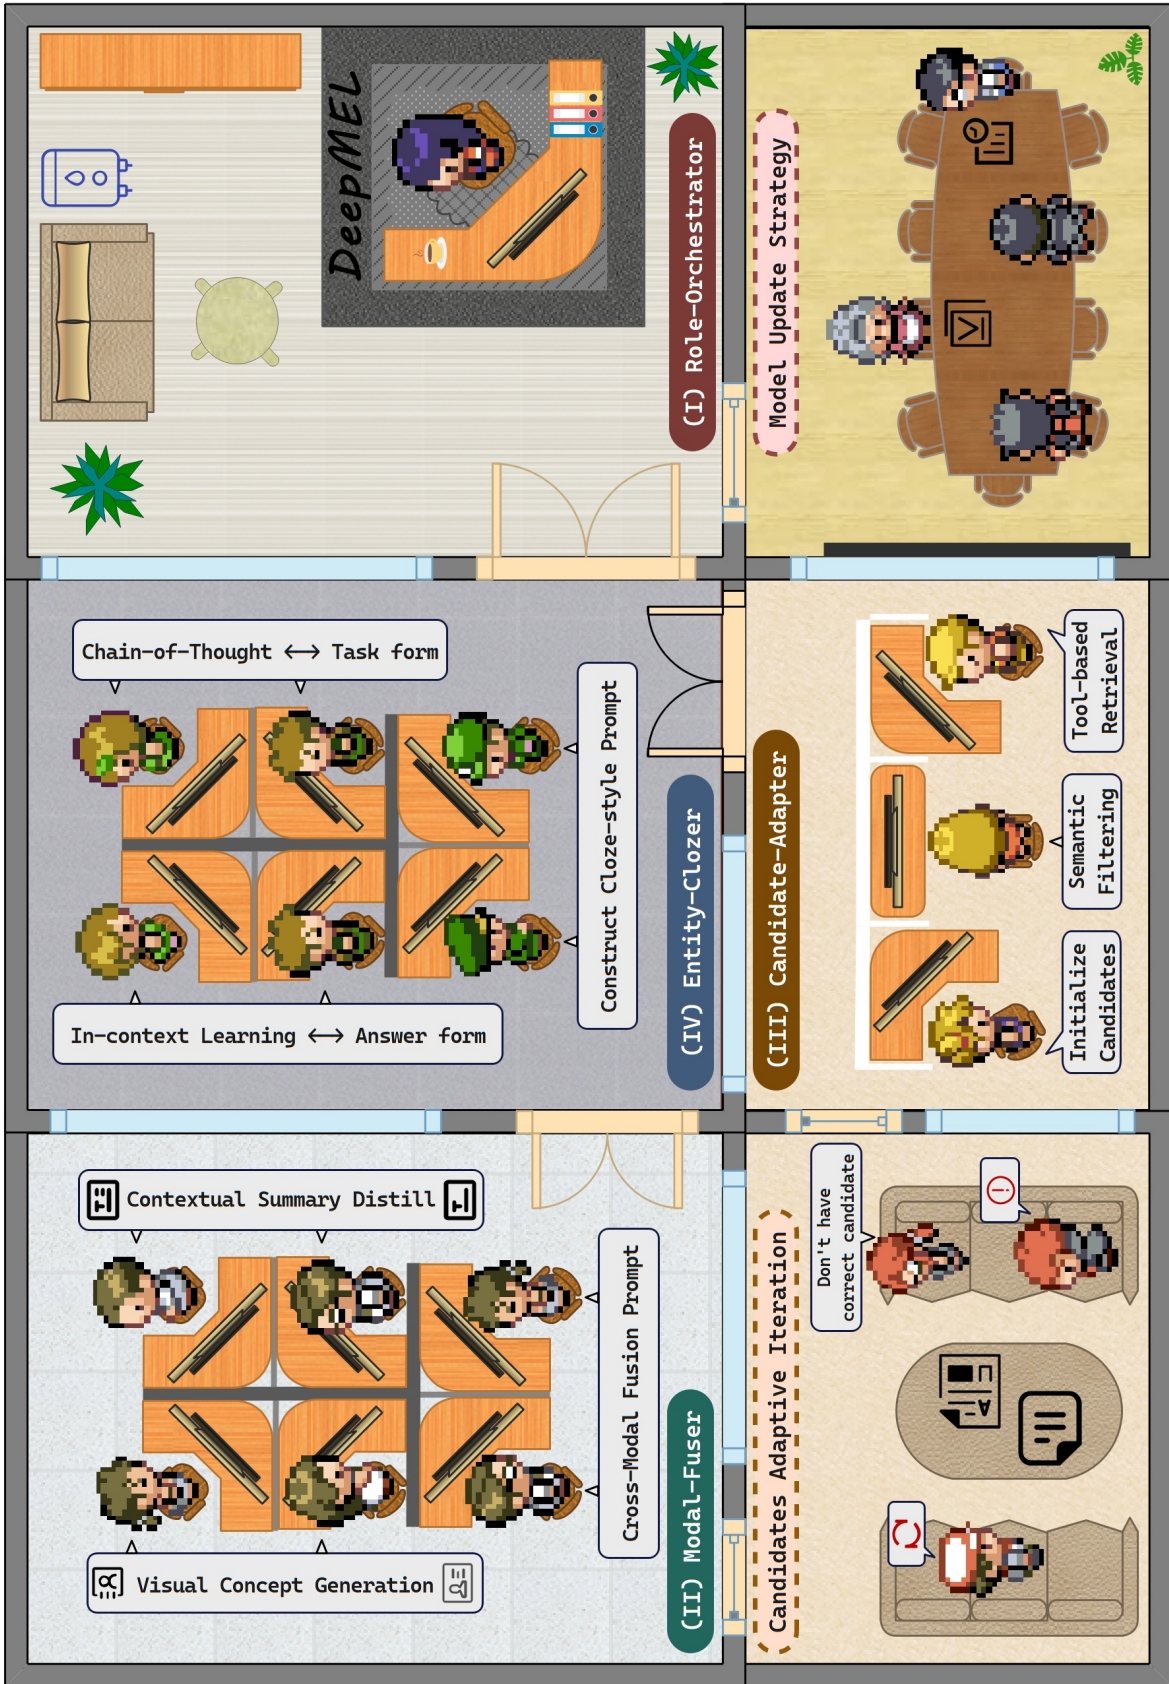 DeepMEL
(I) Role-Orchestrator
Model Update Strategy
Chain-of-Thought ↔ Task form
In-context Learning ↔ Answer form
Construct Cloze-style Prompt
(IV) Entity-Clozer
(III) Candidate-Adapter
Tool-based
Retrieval
Semantic
Filtering
Initialize
Candidates
Contextual Summary Distill
Visual Concept Generation
Cross-Modal Fusion Prompt
(II) Modal-Fuser
Candidates Adaptive Iteration
Don't have
correct candidate